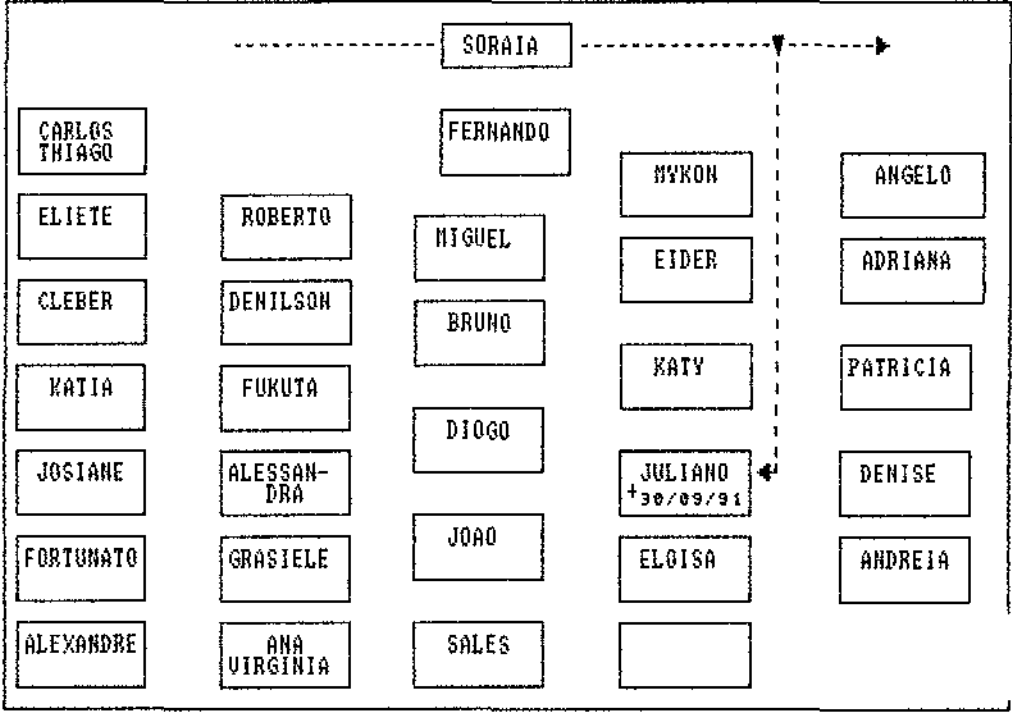 SORAIA
CARLOS
THIAGO
FERNANDO
MYKON
ANGELO
ELIETE
ROBERTO
MIGUEL
EIDER
ADRIANA
CLEBER
DENILSON
BRUNO
KATIA
FUKUTA
KATY
PATRICIA
DIOGO
JOSIANE
ALESSAN-
DRA
JULIANO
+30/09/91
DENISE
FORTUNATO
GRASIELE
JOAO
ELOISA
ANDREIA
ALEXANDRE
ANA
VIRGINIA
SALES